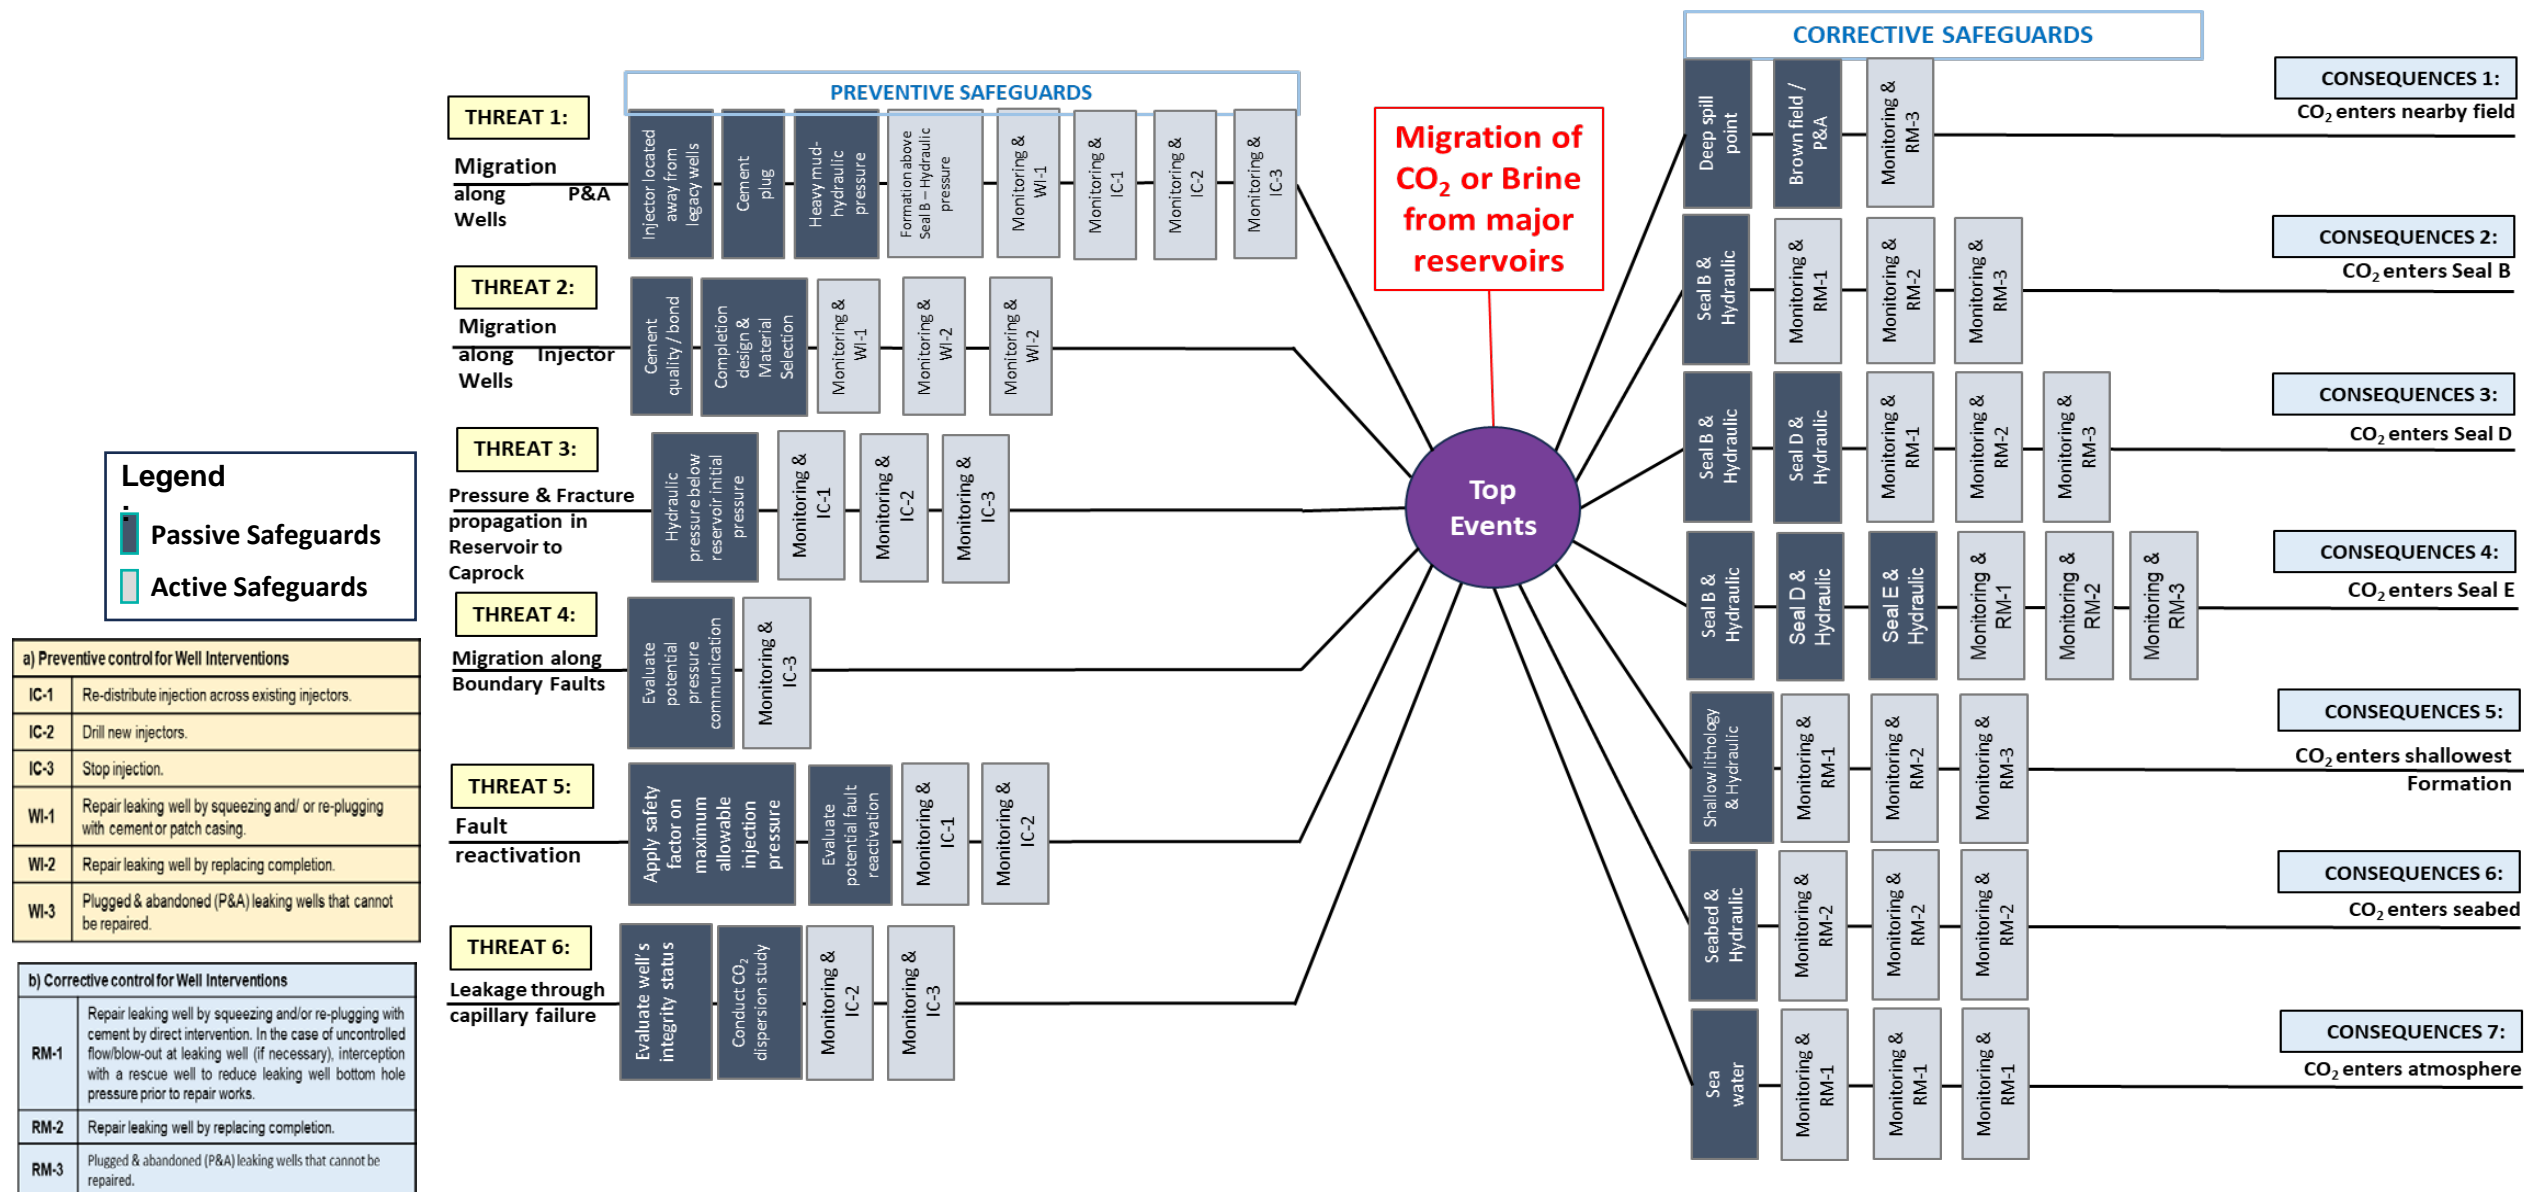 CORRECTIVE SAFEGUARDS
PREVENTIVE SAFEGUARDS
THREAT 1:
Migration
along P&A
Wells
Injector located
away from
legacy wells
Cement
plug
Heavy mud-
hydraulic
pressure
Formation above
Seal B – Hydraulic
pressure
Monitoring &
WI-1
Monitoring &
IC-1
Monitoring &
IC-2
Monitoring &
IC-3
THREAT 2:
Migration
along Injector
Wells
Cement
quality / bond
Completion
design &
Material
Selection
Monitoring &
WI-1
Monitoring &
WI-2
Monitoring &
WI-2
THREAT 3:
Pressure & Fracture
propagation in
Reservoir to
Caprock
Hydraulic
pressure below
reservoir initial
pressure
Monitoring &
IC-1
Monitoring &
IC-2
Monitoring &
IC-3
THREAT 4:
Migration along
Boundary Faults
Evaluate
potential
pressure
communication
Monitoring &
IC-3
THREAT 5:
Fault
reactivation
Apply safety
factor on
maximum
allowable
injection
pressure
Evaluate
potential fault
reactivation
Monitoring &
IC-1
Monitoring &
IC-2
THREAT 6:
Leakage through
capillary failure
Evaluate well's
integrity status
Conduct CO2
dispersion study
Monitoring &
IC-2
Monitoring &
IC-3
Migration of
CO2 or Brine
from major
reservoirs
Top
Events
Deep spill
point
Brown field /
P&A
Monitoring &
RM-3
CONSEQUENCES 1:
CO2 enters nearby field
Seal B &
Hydraulic
Monitoring &
RM-1
Monitoring &
RM-2
Monitoring &
RM-3
CONSEQUENCES 2:
CO2 enters Seal B
Seal B &
Hydraulic
Seal D &
Hydraulic
Monitoring &
RM-1
Monitoring &
RM-2
Monitoring &
RM-3
CONSEQUENCES 3:
CO2 enters Seal D
Seal B &
Hydraulic
Seal D &
Hydraulic
Seal E &
Hydraulic
Monitoring &
RM-1
Monitoring &
RM-2
Monitoring &
RM-3
CONSEQUENCES 4:
CO2 enters Seal E
Shallow lithology
& Hydraulic
Monitoring &
RM-1
Monitoring &
RM-2
Monitoring &
RM-3
CONSEQUENCES 5:
CO2 enters shallowest
Formation
Seabed &
Hydraulic
Monitoring &
RM-2
Monitoring &
RM-2
Monitoring &
RM-2
CONSEQUENCES 6:
CO2 enters seabed
Sea
water
Monitoring &
RM-1
Monitoring &
RM-1
Monitoring &
RM-1
CONSEQUENCES 7:
CO2 enters atmosphere
Legend
:
Passive Safeguards
Active Safeguards
a) Preventive control for Well Interventions
IC-1 Re-distribute injection across existing injectors.
IC-2 Drill new injectors.
IC-3 Stop injection.
WI-1 Repair leaking well by squeezing and/ or re-plugging
with cement or patch casing.
WI-2 Repair leaking well by replacing completion.
WI-3 Plugged & abandoned (P&A) leaking wells that cannot
be repaired.
b) Corrective control for Well Interventions
RM-1 Repair leaking well by squeezing and/or re-plugging with
cement by direct intervention. In the case of uncontrolled
flow/blow-out at leaking well (if necessary), interception
with a rescue well to reduce leaking well bottom hole
pressure prior to repair works.
RM-2 Repair leaking well by replacing completion.
RM-3 Plugged & abandoned (P&A) leaking wells that cannot be
repaired.